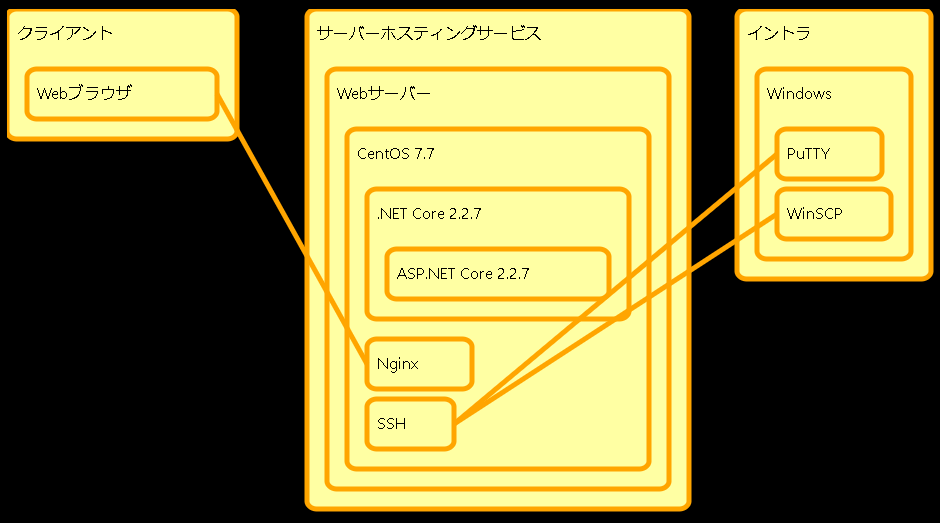 クライアント
Webブラウザ
サーバーホスティングサービス
Webサーバー
CentOS 7.7
.NET Core 2.2.7
ASP.NET Core 2.2.7
Nginx
SSH
イントラ
Windows
PuTTY
WinSCP